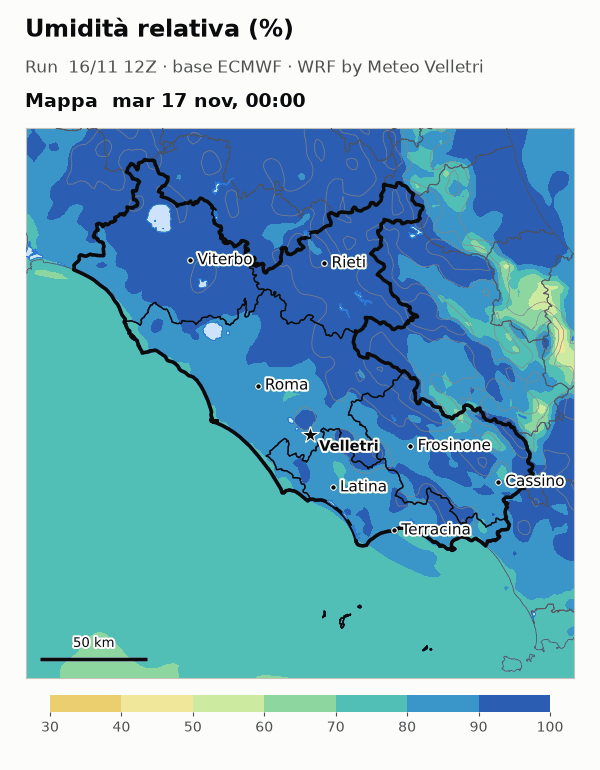 Umidità relativa (%)
Run  16/11 12Z · base ECMWF · WRF by Meteo Velletri
Mappa  mar 17 nov, 00:00
Viterbo
Rieti
Roma
Velletri
Frosinone
Latina
Cassino
Terracina
50 km
30 40 50 60 70 80 90 100